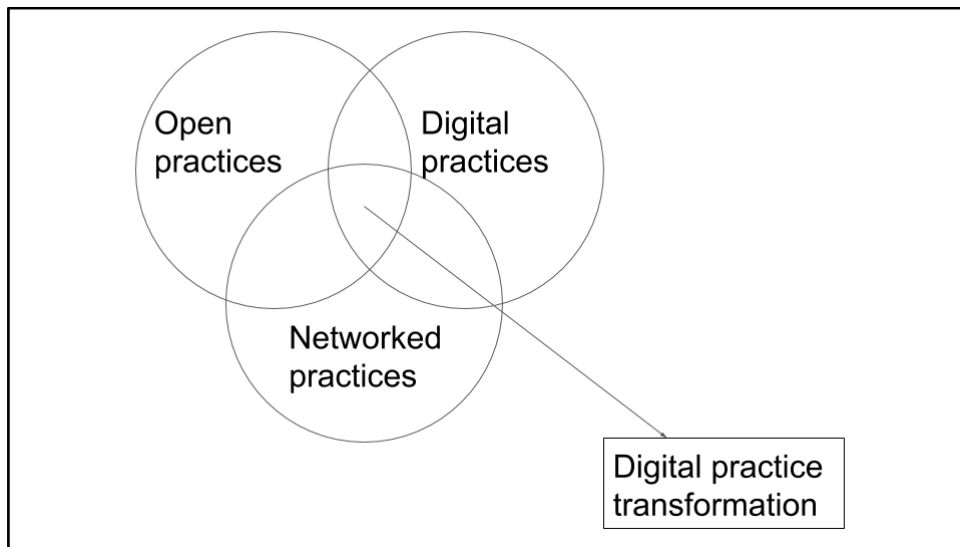 Open
practices
Digital
practices
Networked
practices
Digital practice
transformation